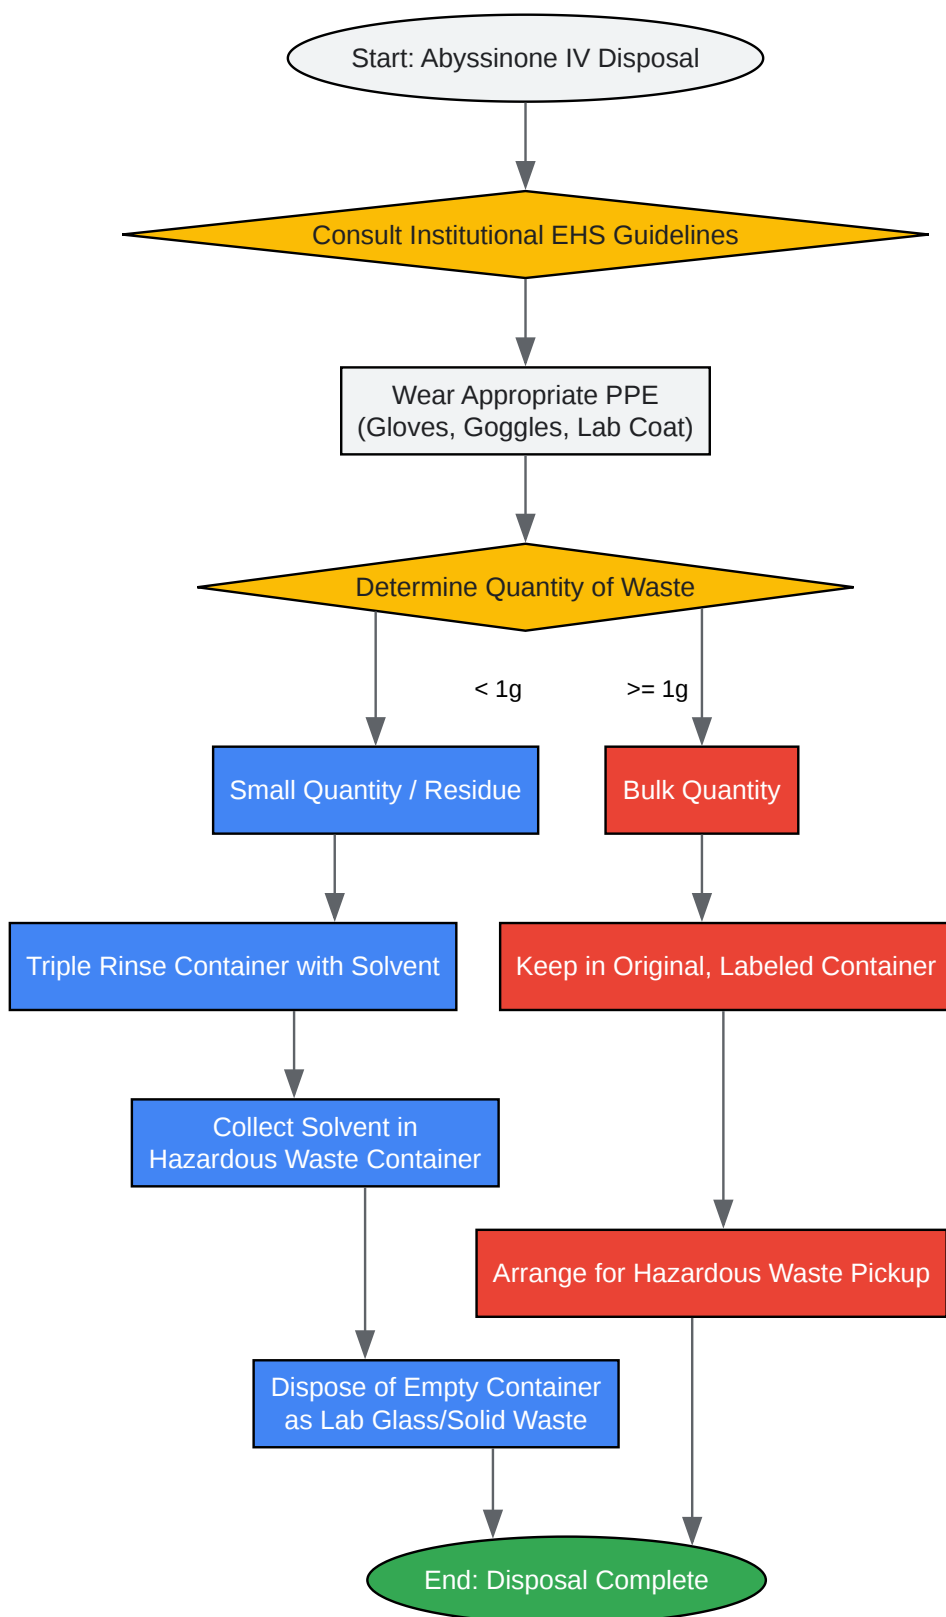 Start: Abyssinone IV Disposal
Consult Institutional EHS Guidelines
Wear Appropriate PPE
(Gloves, Goggles, Lab Coat)
Determine Quantity of Waste
< 1g
>= 1g
Small Quantity / Residue
Bulk Quantity
Triple Rinse Container with Solvent
Keep in Original, Labeled Container
Collect Solvent in
Hazardous Waste Container
Arrange for Hazardous Waste Pickup
Dispose of Empty Container
as Lab Glass/Solid Waste
End: Disposal Complete